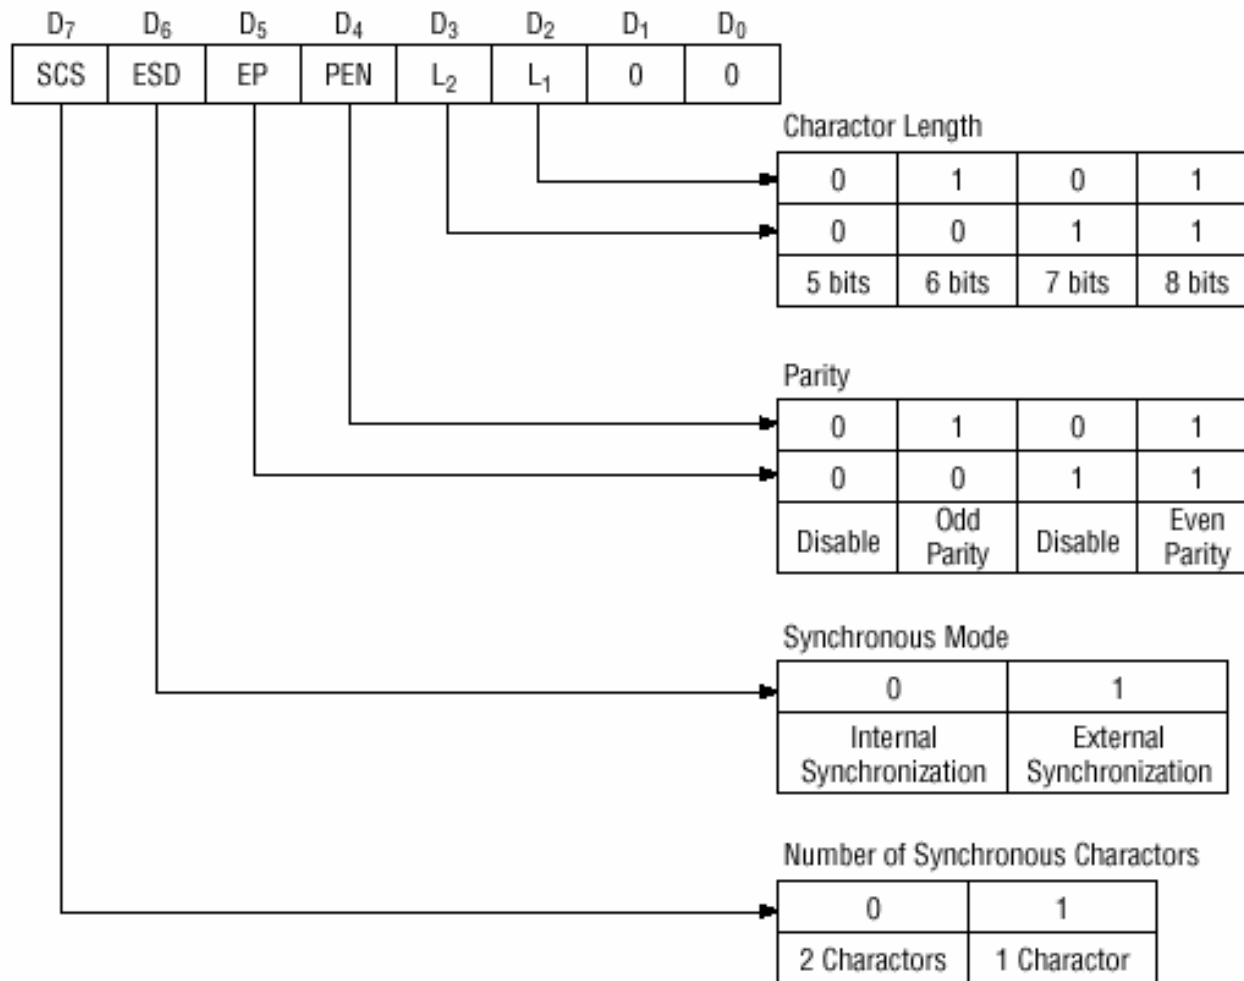 D7 D6 D5 D4 D3 D2 D1 D0
SCS ESD EP PEN L2 L1 0 0
Charactor Length
0 1 0 1
0 0 1 1
5 bits 6 bits 7 bits 8 bits
Parity
0 1 0 1
0 0 1 1
Disable Odd Parity Disable Even Parity
Synchronous Mode
0 1
Internal Synchronization External Synchronization
Number of Synchronous Charactors
0 1
2 Charactors 1 Charactor